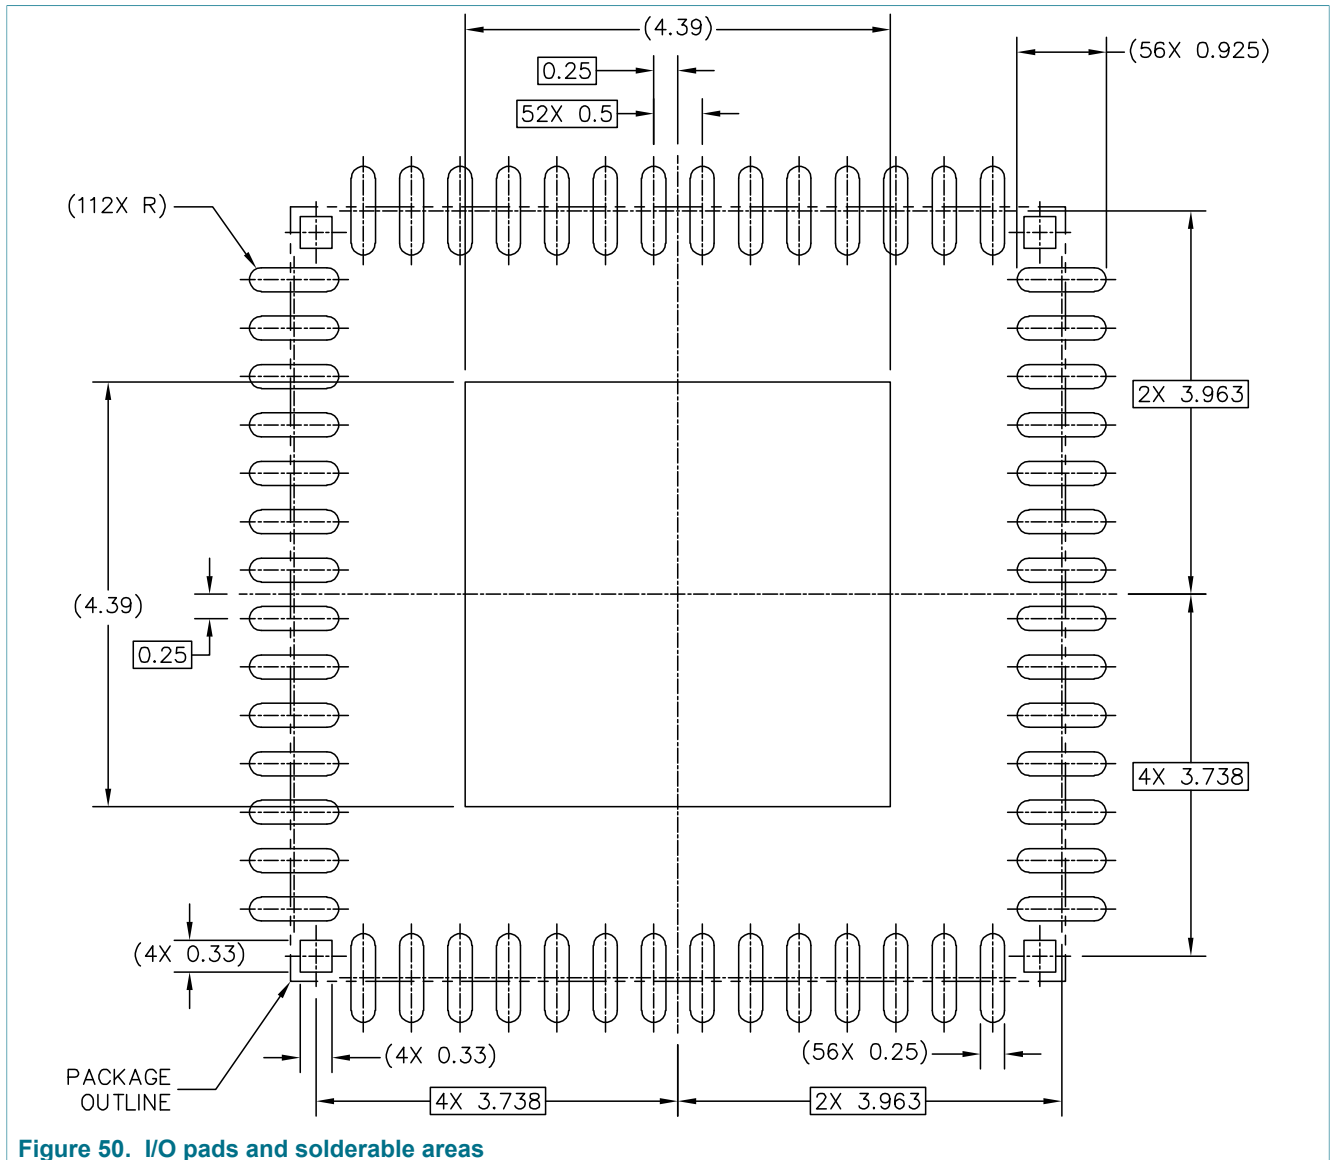 (4.39)
(56X 0.925)
0.25
52X 0.5
(112X R)
2X 3.963
(4.39)
0.25
4X 3.738
(4X 0.33)
(4X 0.33)
(56X 0.25)
PACKAGE
OUTLINE
4X 3.738
2X 3.963
Figure 50. I/O pads and solderable areas